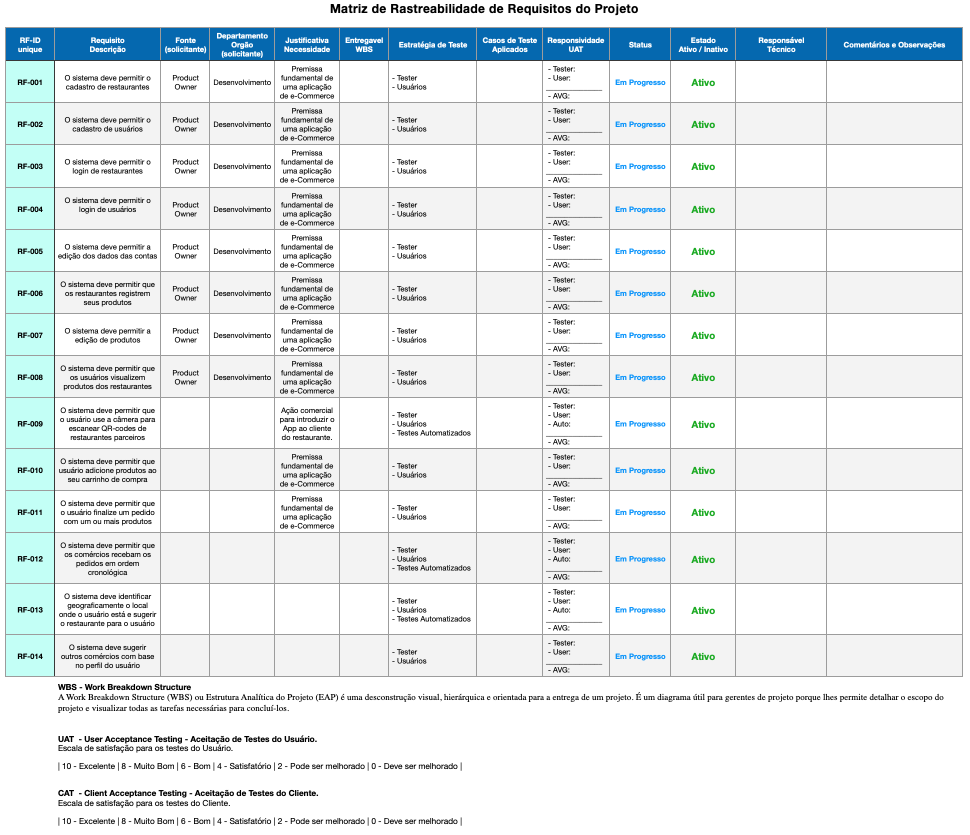 Matriz de Rastreabilidade de Requisitos do Projeto
RF-ID unique | Requisito Descrição | Fonte (solicitante) | Departamento Orgão (solicitante) | Justificativa Necessidade | Entregavel WBS | Estratégia de Teste | Casos de Teste Aplicados | Responsividade UAT | Status | Estado Ativo / Inativo | Responsável Técnico | Comentários e Observações
RF-001 | O sistema deve permitir o cadastro de restaurantes | Product Owner | Desenvolvimento | Premissa fundamental de uma aplicação de e-Commerce | - Tester - Usuários | - Tester: - User: - AVG: | Em Progresso | Ativo
RF-002 | O sistema deve permitir o cadastro de usuários | Product Owner | Desenvolvimento | Premissa fundamental de uma aplicação de e-Commerce | - Tester - Usuários | - Tester: - User: - AVG: | Em Progresso | Ativo
RF-003 | O sistema deve permitir o login de restaurantes | Product Owner | Desenvolvimento | Premissa fundamental de uma aplicação de e-Commerce | - Tester - Usuários | - Tester: - User: - AVG: | Em Progresso | Ativo
RF-004 | O sistema deve permitir o login de usuários | Product Owner | Desenvolvimento | Premissa fundamental de uma aplicação de e-Commerce | - Tester - Usuários | - Tester: - User: - AVG: | Em Progresso | Ativo
RF-005 | O sistema deve permitir a edição dos dados das contas | Product Owner | Desenvolvimento | Premissa fundamental de uma aplicação de e-Commerce | - Tester - Usuários | - Tester: - User: - AVG: | Em Progresso | Ativo
RF-006 | O sistema deve permitir que os restaurantes registrem seus produtos | Product Owner | Desenvolvimento | Premissa fundamental de uma aplicação de e-Commerce | - Tester - Usuários | - Tester: - User: - AVG: | Em Progresso | Ativo
RF-007 | O sistema deve permitir a edição de produtos | Product Owner | Desenvolvimento | Premissa fundamental de uma aplicação de e-Commerce | - Tester - Usuários | - Tester: - User: - AVG: | Em Progresso | Ativo
RF-008 | O sistema deve permitir que os usuários visualizem produtos dos restaurantes | Product Owner | Desenvolvimento | Premissa fundamental de uma aplicação de e-Commerce | - Tester - Usuários | - Tester: - User: - AVG: | Em Progresso | Ativo
RF-009 | O sistema deve permitir que o usuário use a câmera para escanear QR-codes de restaurantes parceiros | Ação comercial para introduzir o App ao cliente do restaurante. | - Tester - Usuários - Testes Automatizados | - Tester: - User: - Auto: - AVG: | Em Progresso | Ativo
RF-010 | O sistema deve permitir que usuário adicione produtos ao seu carrinho de compra | Premissa fundamental de uma aplicação de e-Commerce | - Tester - Usuários | - Tester: - User: - AVG: | Em Progresso | Ativo
RF-011 | O sistema deve permitir que o usuário finalize um pedido com um ou mais produtos | Premissa fundamental de uma aplicação de e-Commerce | - Tester - Usuários | - Tester: - User: - AVG: | Em Progresso | Ativo
RF-012 | O sistema deve permitir que os comércios recebam os pedidos em ordem cronológica | - Tester - Usuários - Testes Automatizados | - Tester: - User: - Auto: - AVG: | Em Progresso | Ativo
RF-013 | O sistema deve identificar geograficamente o local onde o usuário está e sugerir o restaurante para o usuário | - Tester - Usuários - Testes Automatizados | - Tester: - User: - Auto: - AVG: | Em Progresso | Ativo
RF-014 | O sistema deve sugerir outros comércios com base no perfil do usuário | - Tester - Usuários | - Tester: - User: - AVG: | Em Progresso | Ativo
WBS - Work Breakdown Structure
A Work Breakdown Structure (WBS) ou Estrutura Analítica do Projeto (EAP) é uma desconstrução visual, hierárquica e orientada para a entrega de um projeto. É um diagrama útil para gerentes de projeto porque lhes permite detalhar o escopo do
projeto e visualizar todas as tarefas necessárias para concluí-los.
UAT - User Acceptance Testing - Aceitação de Testes do Usuário.
Escala de satisfação para os testes do Usuário.
| 10 - Excelente | 8 - Muito Bom | 6 - Bom | 4 - Satisfatório | 2 - Pode ser melhorado | 0 - Deve ser melhorado |
CAT - Client Acceptance Testing - Aceitação de Testes do Cliente.
Escala de satisfação para os testes do Cliente.
| 10 - Excelente | 8 - Muito Bom | 6 - Bom | 4 - Satisfatório | 2 - Pode ser melhorado | 0 - Deve ser melhorado |